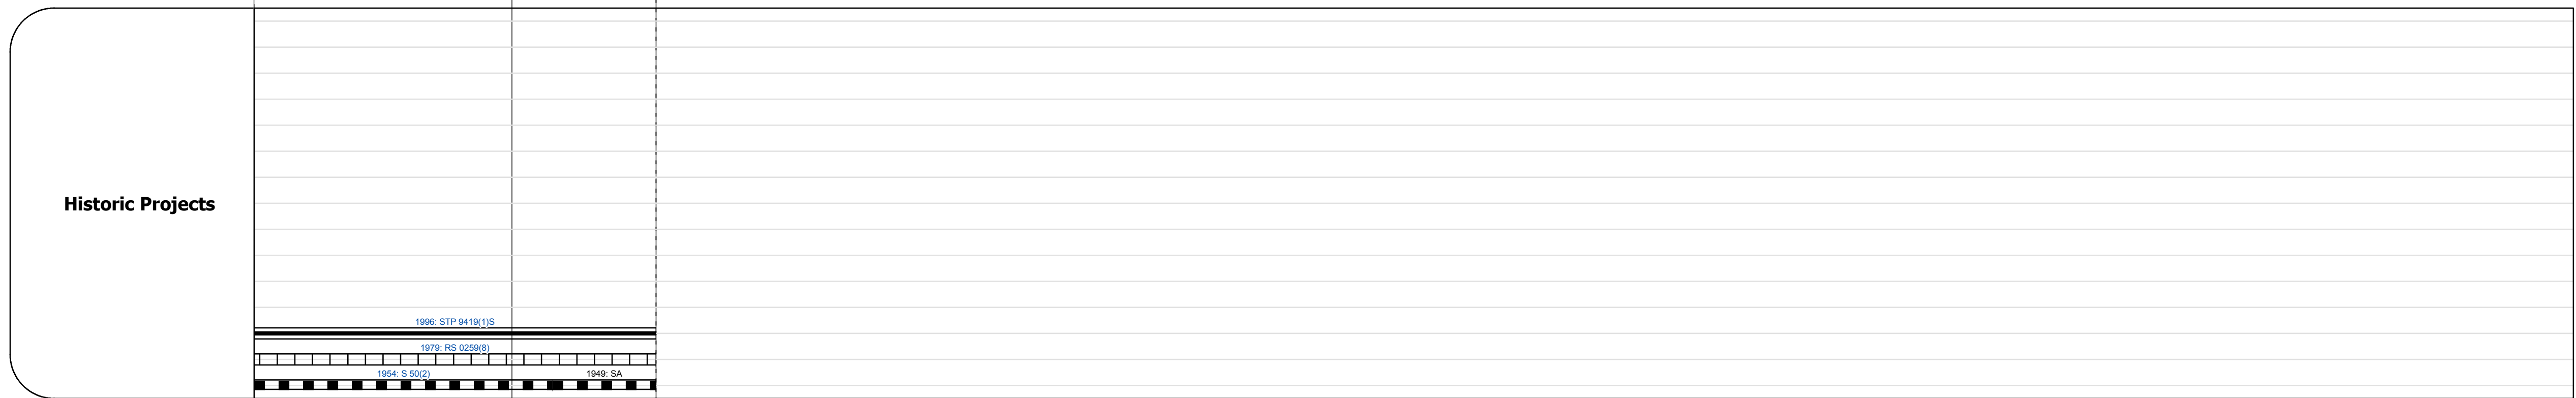 Historic Projects
1996: STP 9419(1)S
1979: RS 0259(8)
1954: S 50(2)
1949: SA